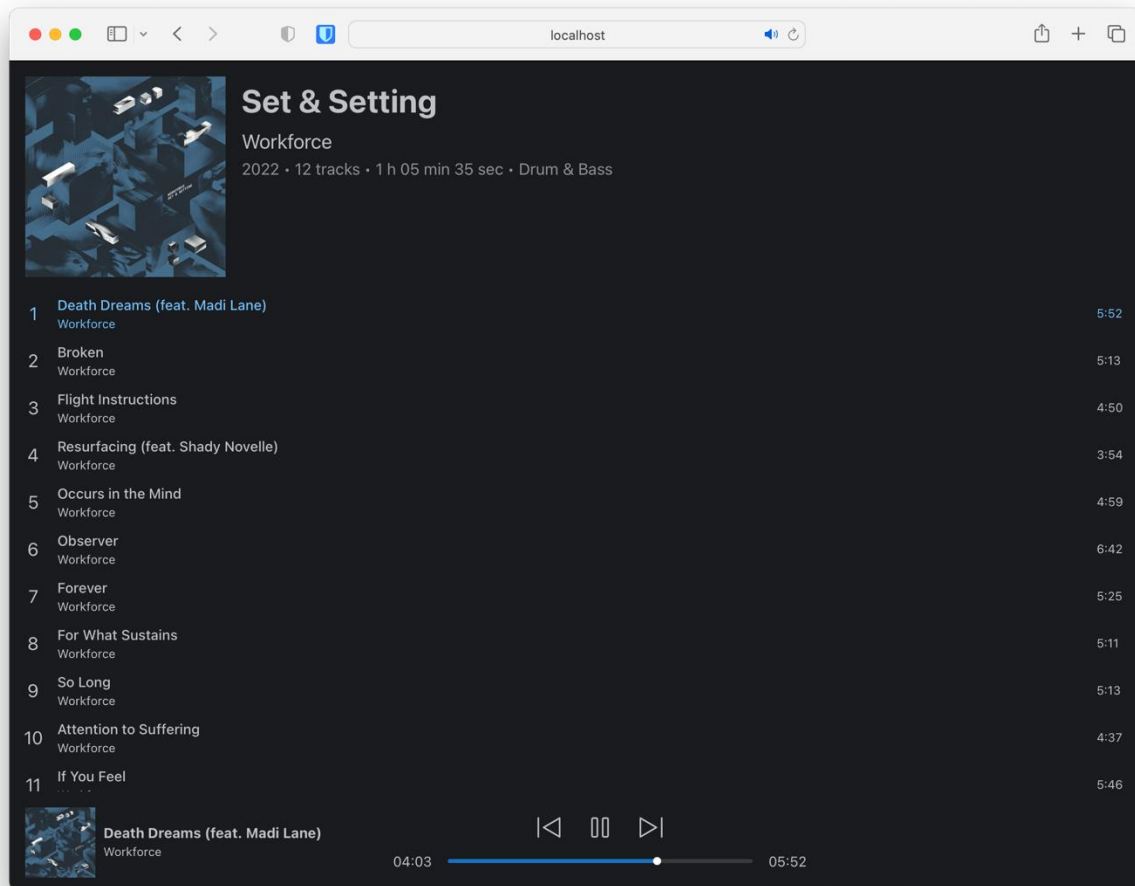 localhost
Set & Setting
Workforce
2022 • 12 tracks • 1 h 05 min 35 sec • Drum & Bass
1 Death Dreams (feat. Madi Lane) 5:52
Workforce
2 Broken 5:13
Workforce
3 Flight Instructions 4:50
Workforce
4 Resurfacing (feat. Shady Novelle) 3:54
Workforce
5 Occurs in the Mind 4:59
Workforce
6 Observer 6:42
Workforce
7 Forever 5:25
Workforce
8 For What Sustains 5:11
Workforce
9 So Long 5:13
Workforce
10 Attention to Suffering 4:37
Workforce
11 If You Feel 5:46
Death Dreams (feat. Madi Lane)
Workforce
04:03 05:52